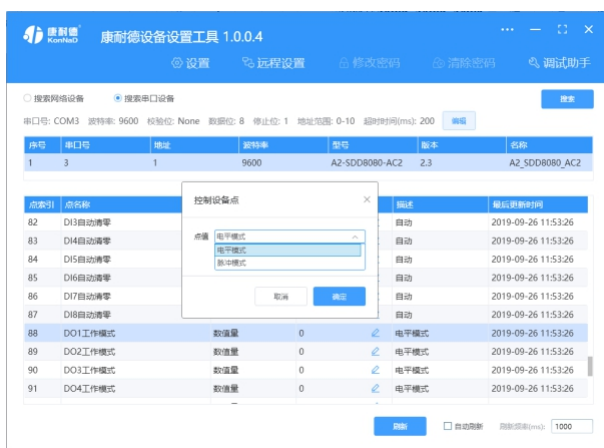 康耐德
KonNaD
康耐德设备设置工具 1.0.0.4
设置 远程设置 修改密码 清除密码 调试助手
搜索网络设备 搜索串口设备 搜索
串口号: COM3 波特率: 9600 校验位: None 数据位: 8 停止位: 1 地址范围: 0-10 超时时间(ms): 200 编辑
序号 串口号 地址 波特率 型号 版本 名称
1 3 1 9600 A2-SDD8080-AC2 2.3 A2_SDD8080_AC2
点索引 点名称 描述 最后更新时间
控制设备点
82 DI3自动清零 自动 2019-09-26 11:53:26
83 DI4自动清零 自动 2019-09-26 11:53:26
点值 电平模式
84 DI5自动清零 自动 2019-09-26 11:53:26
电平模式
脉冲模式
85 DI6自动清零 自动 2019-09-26 11:53:26
86 DI7自动清零 自动 2019-09-26 11:53:26
取消 确定
87 DI8自动清零 自动 2019-09-26 11:53:26
88 DO1工作模式 数值量 0 电平模式 2019-09-26 11:53:26
89 DO2工作模式 数值量 0 电平模式 2019-09-26 11:53:26
90 DO3工作模式 数值量 0 电平模式 2019-09-26 11:53:26
91 DO4工作模式 数值量 0 电平模式 2019-09-26 11:53:26
刷新 自动刷新 刷新频率(ms): 1000